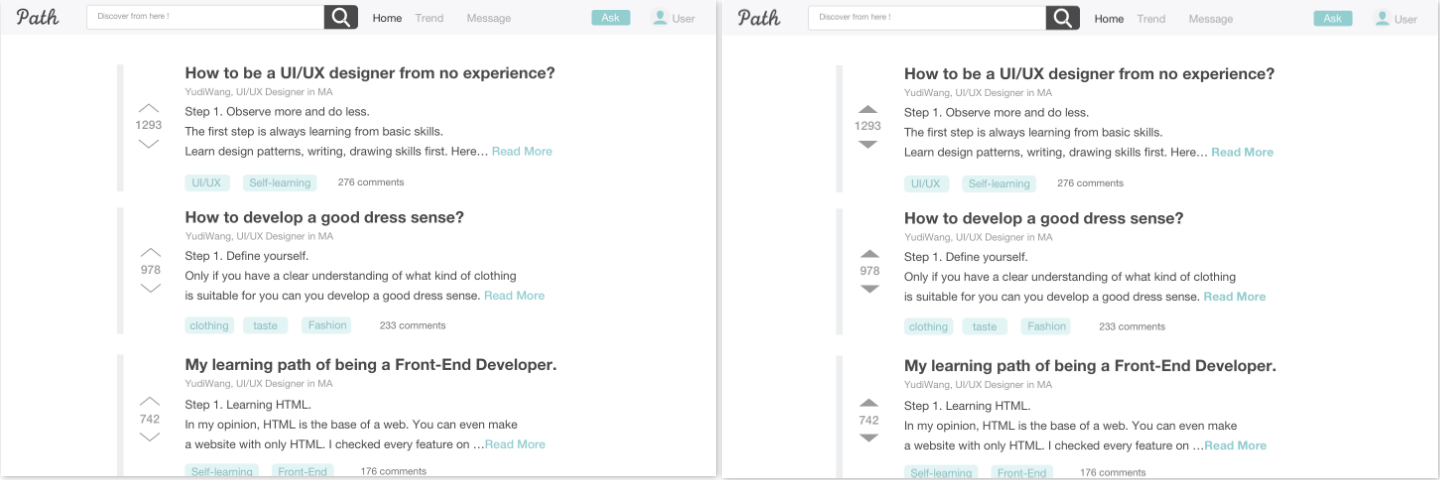 Path
Discover from here !
Home
Trend
Message
Ask
User
How to be a UI/UX designer from no experience?
YudiWang, UI/UX Designer in MA
Step 1. Observe more and do less.
1293
The first step is always learning from basic skills.
Learn design patterns, writing, drawing skills first. Here... Read More
UI/UX
Self-learning
276 comments
How to develop a good dress sense?
YudiWang, UI/UX Designer in MA
Step 1. Define yourself.
978
Only if you have a clear understanding of what kind of clothing
is suitable for you can you develop a good dress sense. Read More
clothing
taste
Fashion
233 comments
My learning path of being a Front-End Developer.
YudiWang, UI/UX Designer in MA
Step 1. Learning HTML.
742
In my opinion, HTML is the base of a web. You can even make
a website with only HTML. I checked every feature on ...Read More
Self-learning
Front-End
176 comments
Path
Discover from here !
Home
Trend
Message
Ask
User
How to be a UI/UX designer from no experience?
YudiWang, UI/UX Designer in MA
Step 1. Observe more and do less.
1293
The first step is always learning from basic skills.
Learn design patterns, writing, drawing skills first. Here... Read More
UI/UX
Self-learning
276 comments
How to develop a good dress sense?
YudiWang, UI/UX Designer in MA
Step 1. Define yourself.
978
Only if you have a clear understanding of what kind of clothing
is suitable for you can you develop a good dress sense. Read More
clothing
taste
Fashion
233 comments
My learning path of being a Front-End Developer.
YudiWang, UI/UX Designer in MA
Step 1. Learning HTML.
742
In my opinion, HTML is the base of a web. You can even make
a website with only HTML. I checked every feature on ...Read More
Self-learning
Front-End
176 comments